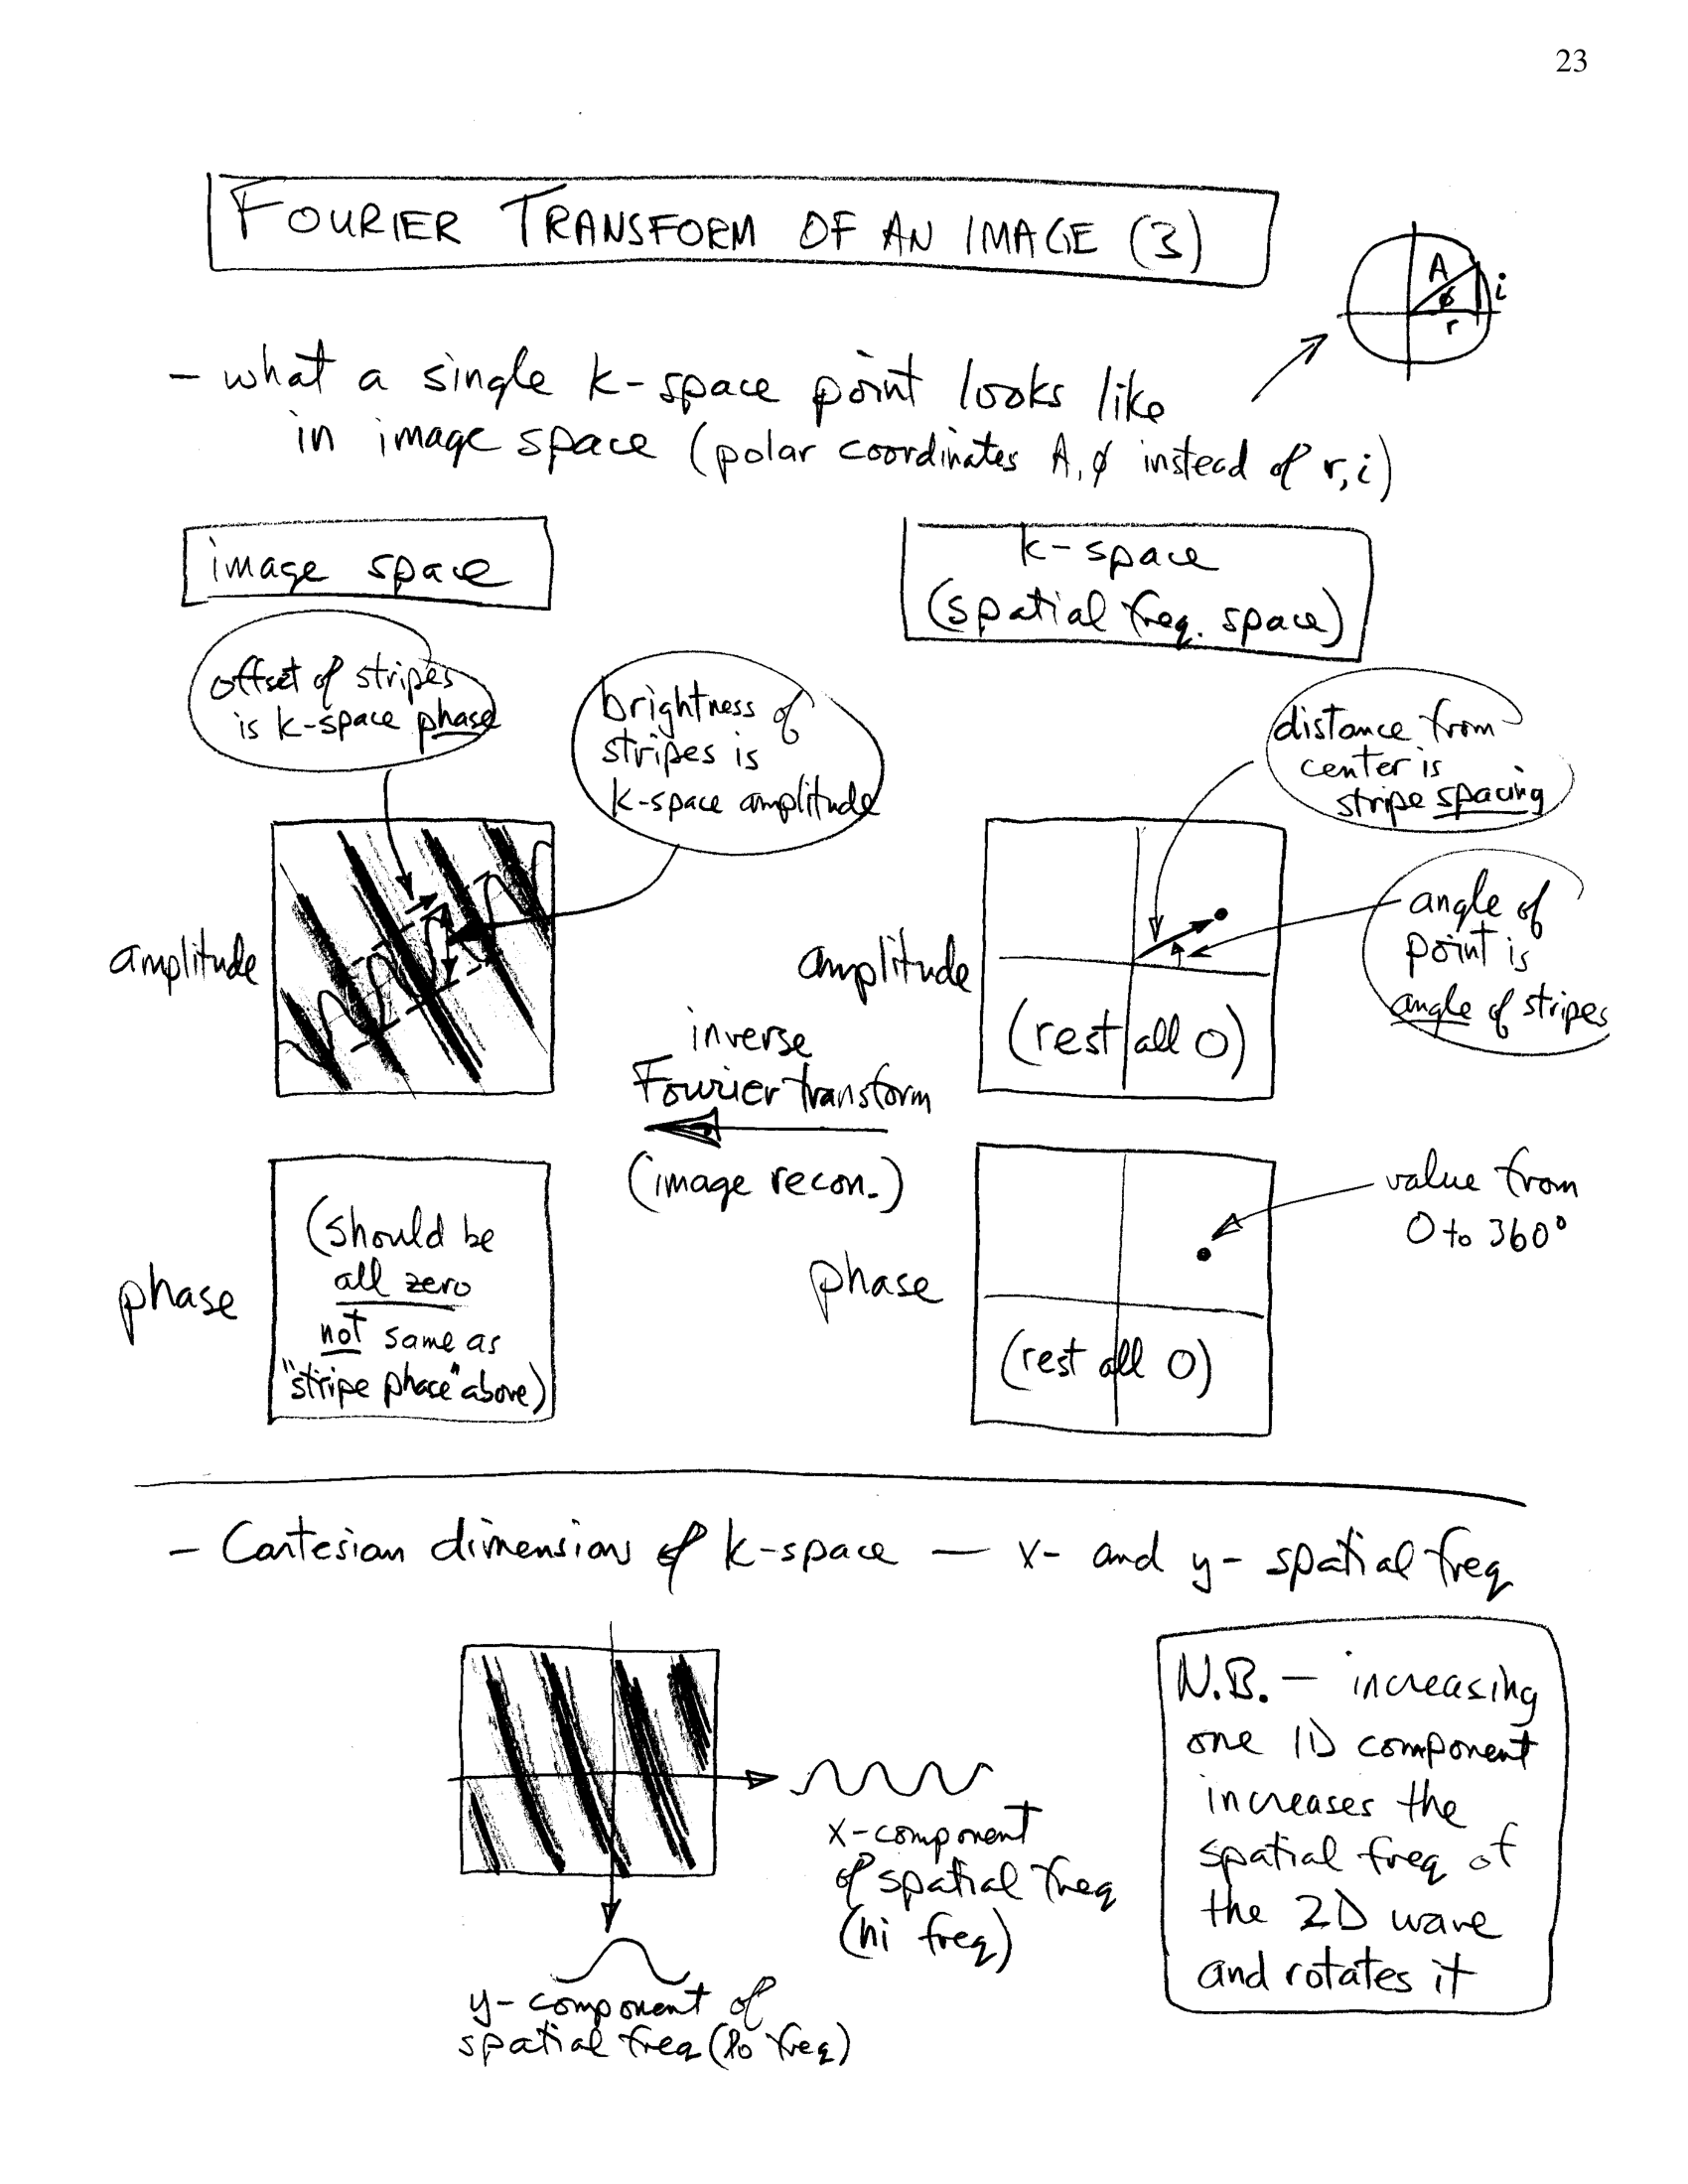 23
FOURIER TRANSFORM OF AN IMAGE (3)
A
ϕ
i
r
- what a single k-space point looks like
in image space (polar coordinates A,ϕ instead of r,i)
image space
k-space
(spatial freq. space)
offset of stripes
is k-space phase
brightness of
stripes is
k-space amplitude
distance from
center is
stripe spacing
angle of
point is
angle of stripes
amplitude
amplitude
(rest all 0)
inverse
Fourier transform
(image recon.)
phase
(should be
all zero
not same as
"stripe phase" above)
phase
(rest all 0)
value from
0 to 360°
- Cartesian dimensions of k-space — x- and y- spatial freq
x-component
of spatial freq
(hi freq)
y-component of
spatial freq (lo freq)
N.B. - increasing
one 1D component
increases the
spatial freq of
the 2D wave
and rotates it